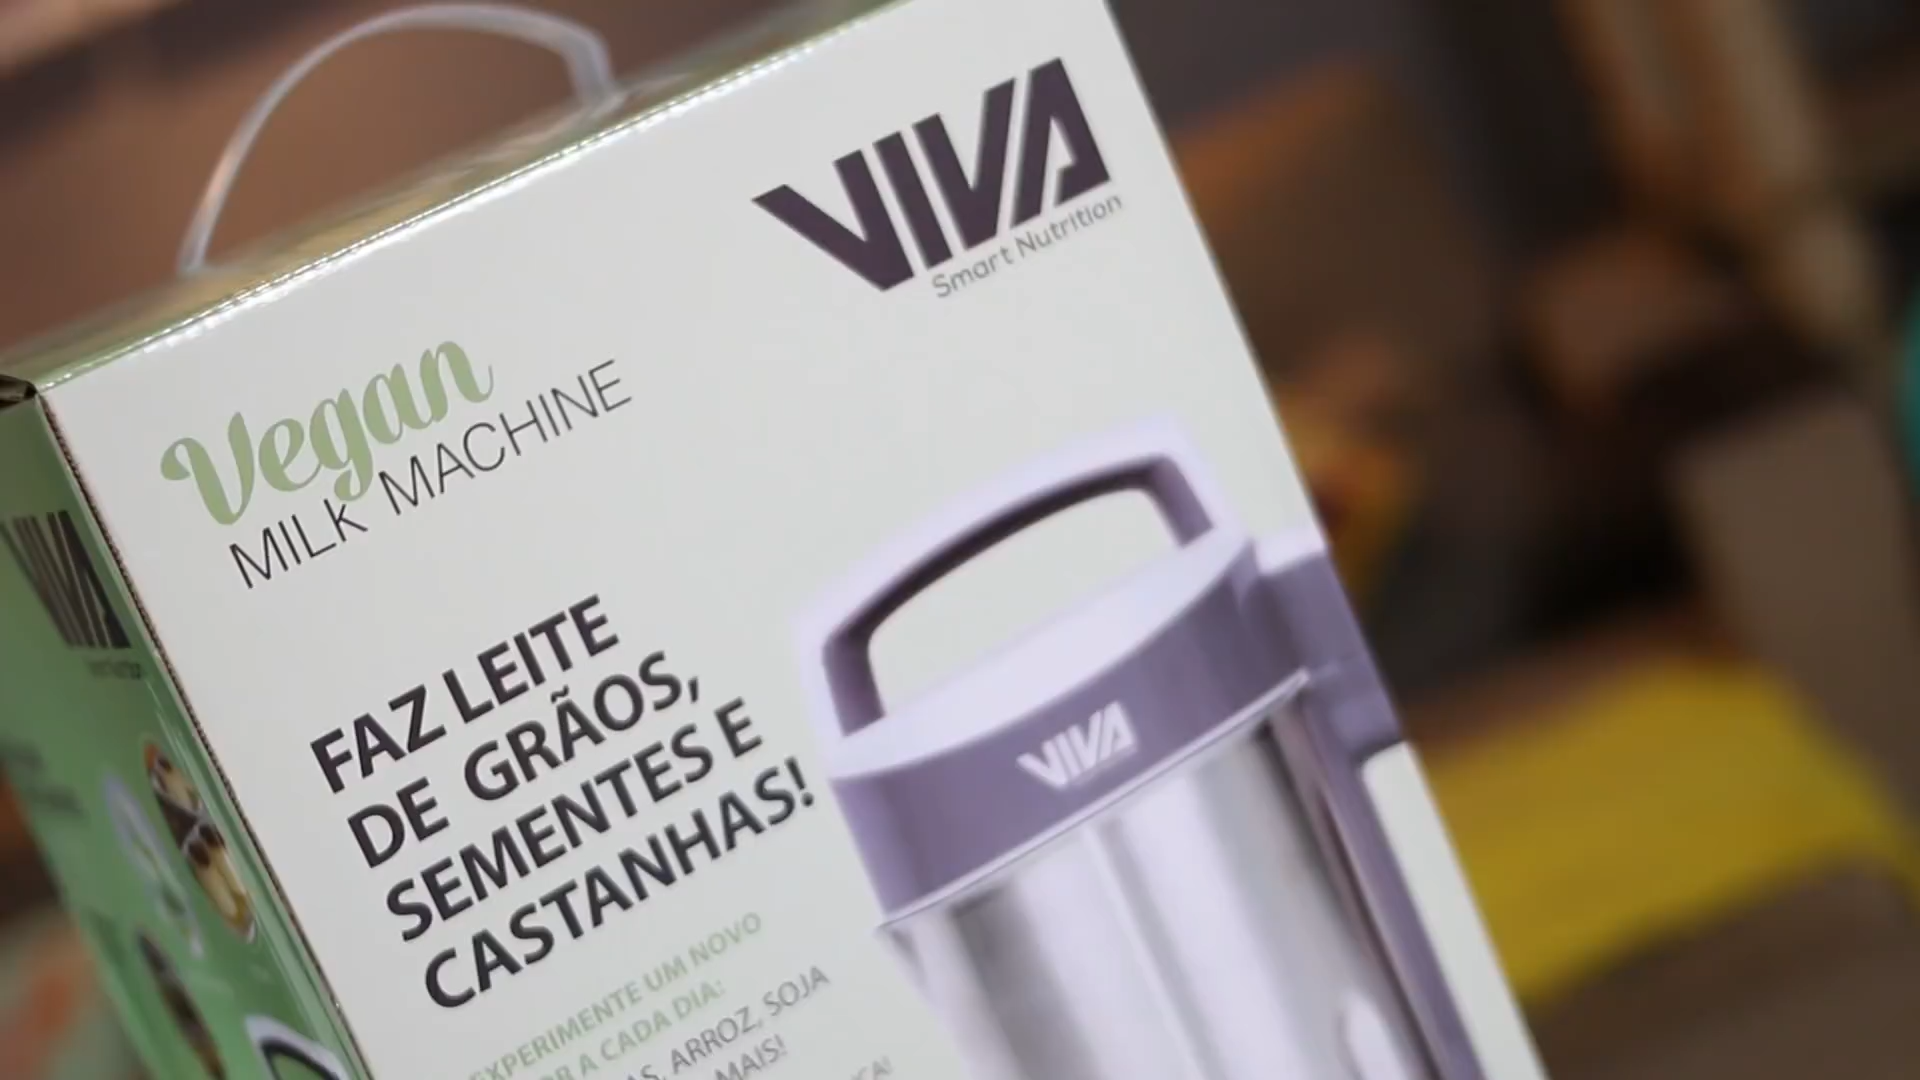 VIVA
Smart Nutrition
Vegan
MILK MACHINE
FAZ LEITE
DE GRÃOS,
SEMENTES E
CASTANHAS!
EXPERIMENTE UM NOVO
A CADA DIA:
ARROZ, SOJA
MAIS!
VIVA
VIVA